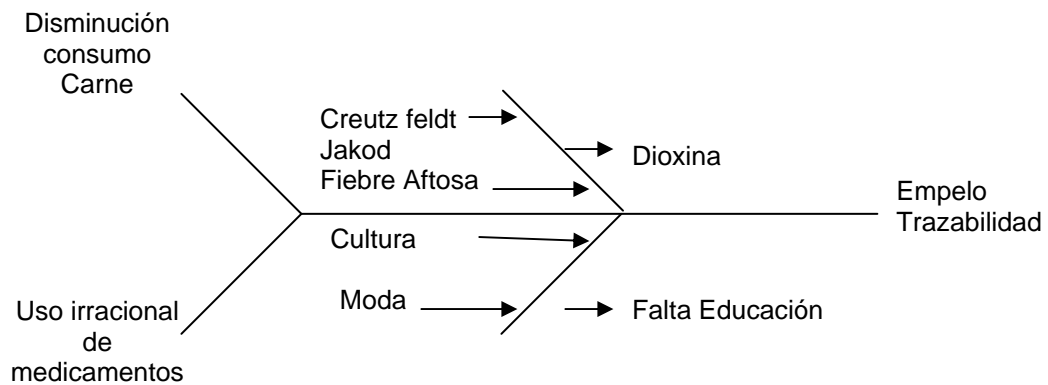 Disminución
consumo
Carne
Creutz feldt
Jakod
Fiebre Aftosa
Dioxina
Empelo
Trazabilidad
Cultura
Moda
Falta Educación
Uso irracional
de
medicamentos